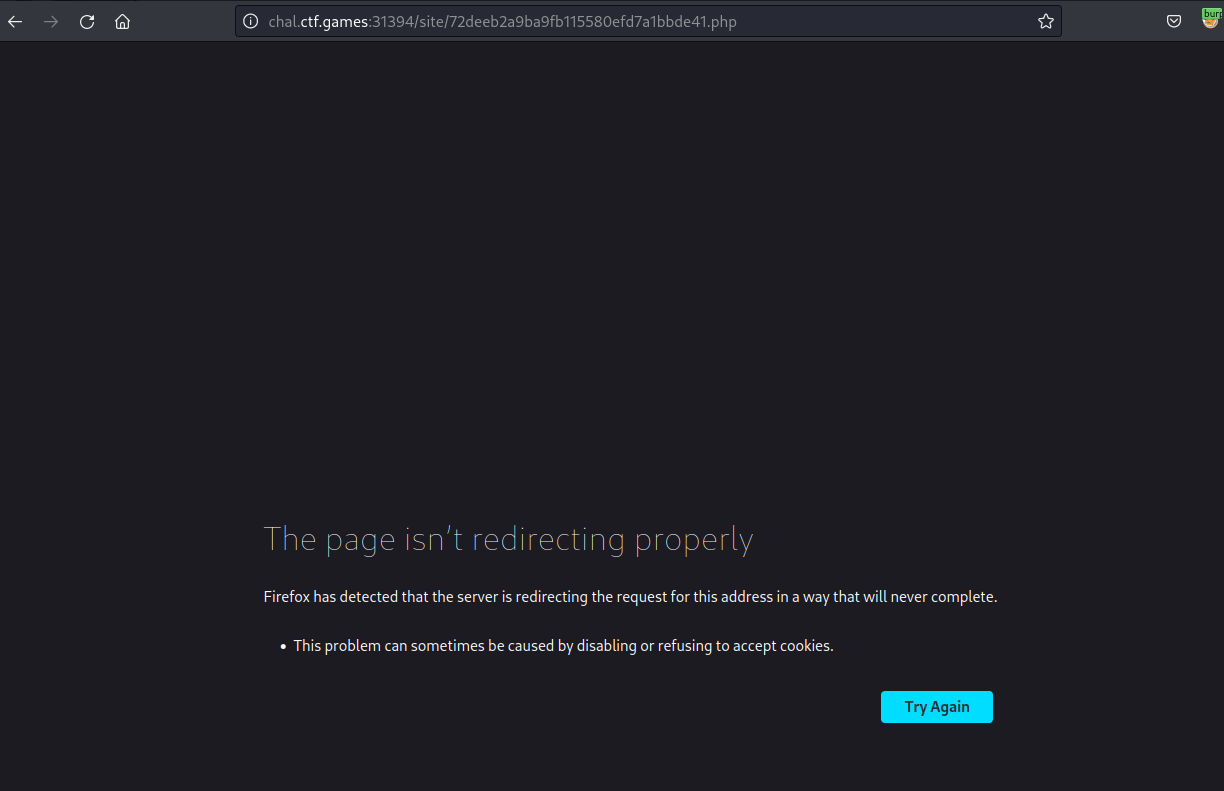 chal.ctf.games:31394/site/72deeb2a9ba9fb115580efd7a1bbde41.php
The page isn't redirecting properly
Firefox has detected that the server is redirecting the request for this address in a way that will never complete.
• This problem can sometimes be caused by disabling or refusing to accept cookies.
Try Again